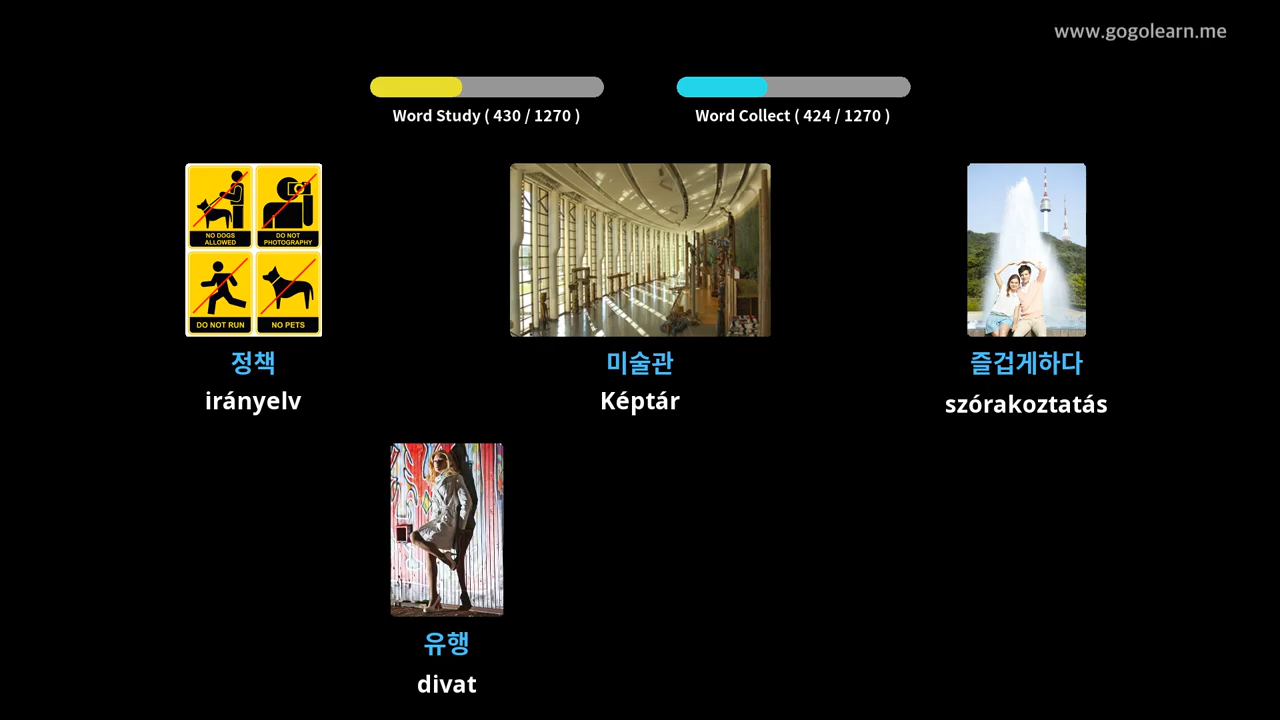 www.gogolearn.me
Word Study ( 430 / 1270 )
Word Collect ( 424 / 1270 )
NO DOGS
ALLOWED
DO NOT
PHOTOGRAPHY
DO NOT RUN
NO PETS
정책
irányelv
미술관
Képtár
즐겁게하다
szórakoztatás
유행
divat